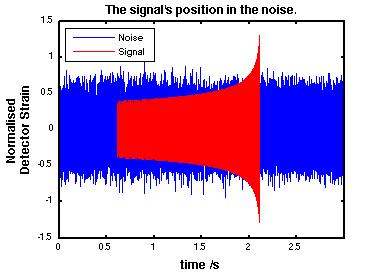 The signal's position in the noise.
1.5
Noise
Signal
1
0.5
0
-0.5
-1
-1.5
Normalised
Detector Strain
0 0.5 1 1.5 2 2.5
time /s